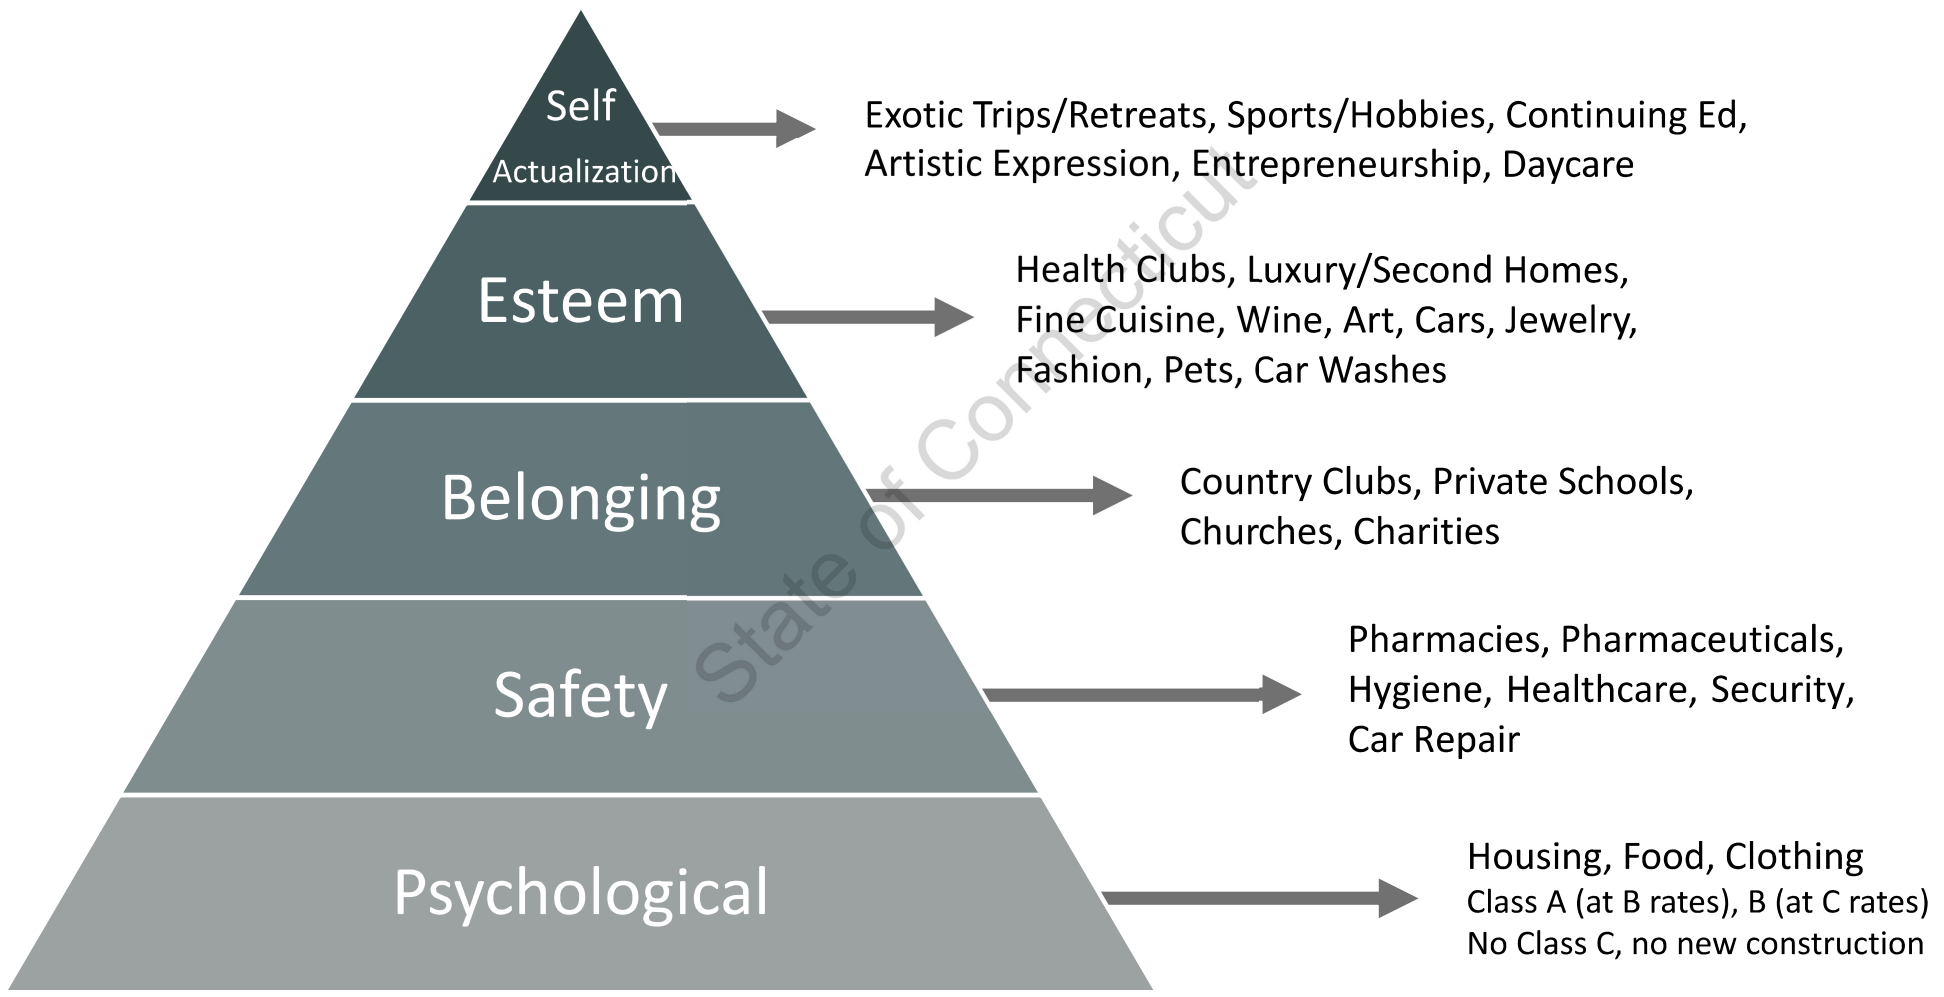 Self
Actualization
Exotic Trips/Retreats, Sports/Hobbies, Continuing Ed,
Artistic Expression, Entrepreneurship, Daycare
Esteem
Health Clubs, Luxury/Second Homes,
Fine Cuisine, Wine, Art, Cars, Jewelry,
Fashion, Pets, Car Washes
Belonging
Country Clubs, Private Schools,
Churches, Charities
Safety
Pharmacies, Pharmaceuticals,
Hygiene, Healthcare, Security,
Car Repair
Psychological
Housing, Food, Clothing
Class A (at B rates), B (at C rates)
No Class C, no new construction
State of Connecticut